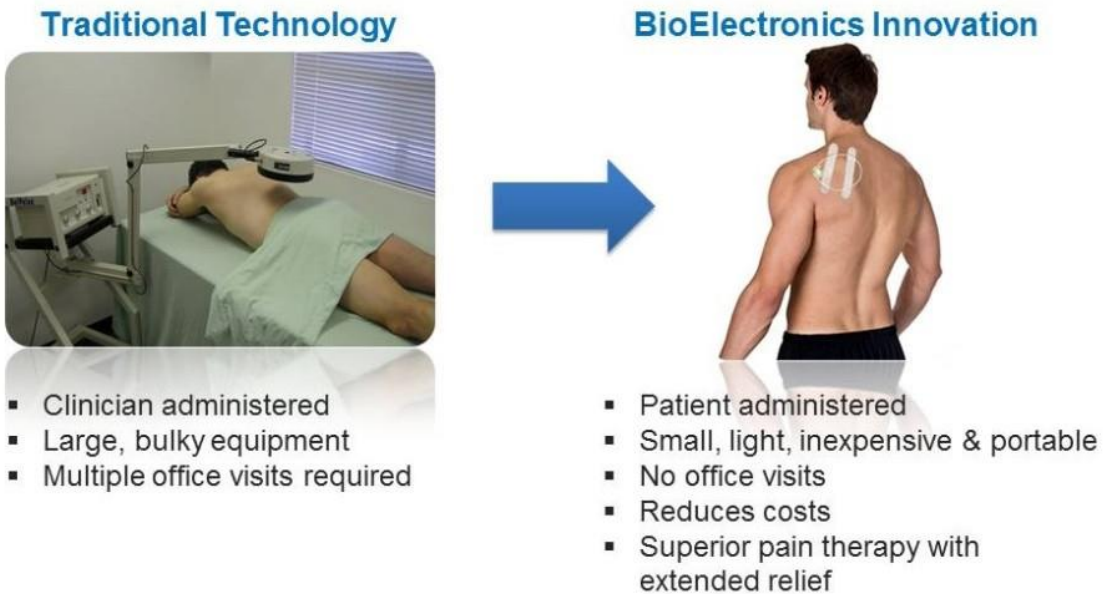 Traditional Technology
BioElectronics Innovation
▪ Clinician administered
▪ Large, bulky equipment
▪ Multiple office visits required
▪ Patient administered
▪ Small, light, inexpensive & portable
▪ No office visits
▪ Reduces costs
▪ Superior pain therapy with
extended relief